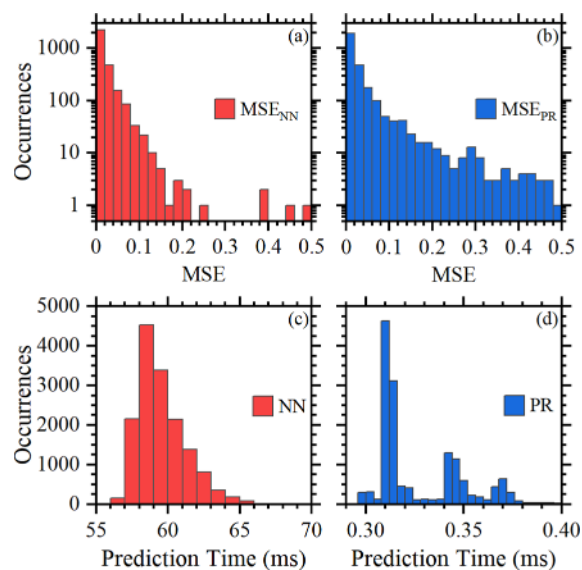 (a)
(b)
1000
100
10
1
Occurrences
MSE_NN
MSE_PR
0 0.1 0.2 0.3 0.4 0.5
0 0.1 0.2 0.3 0.4 0.5
MSE
MSE
(c)
(d)
5000
4000
3000
2000
1000
0
Occurrences
NN
PR
55 60 65 70
0.30 0.35 0.40
Prediction Time (ms)
Prediction Time (ms)